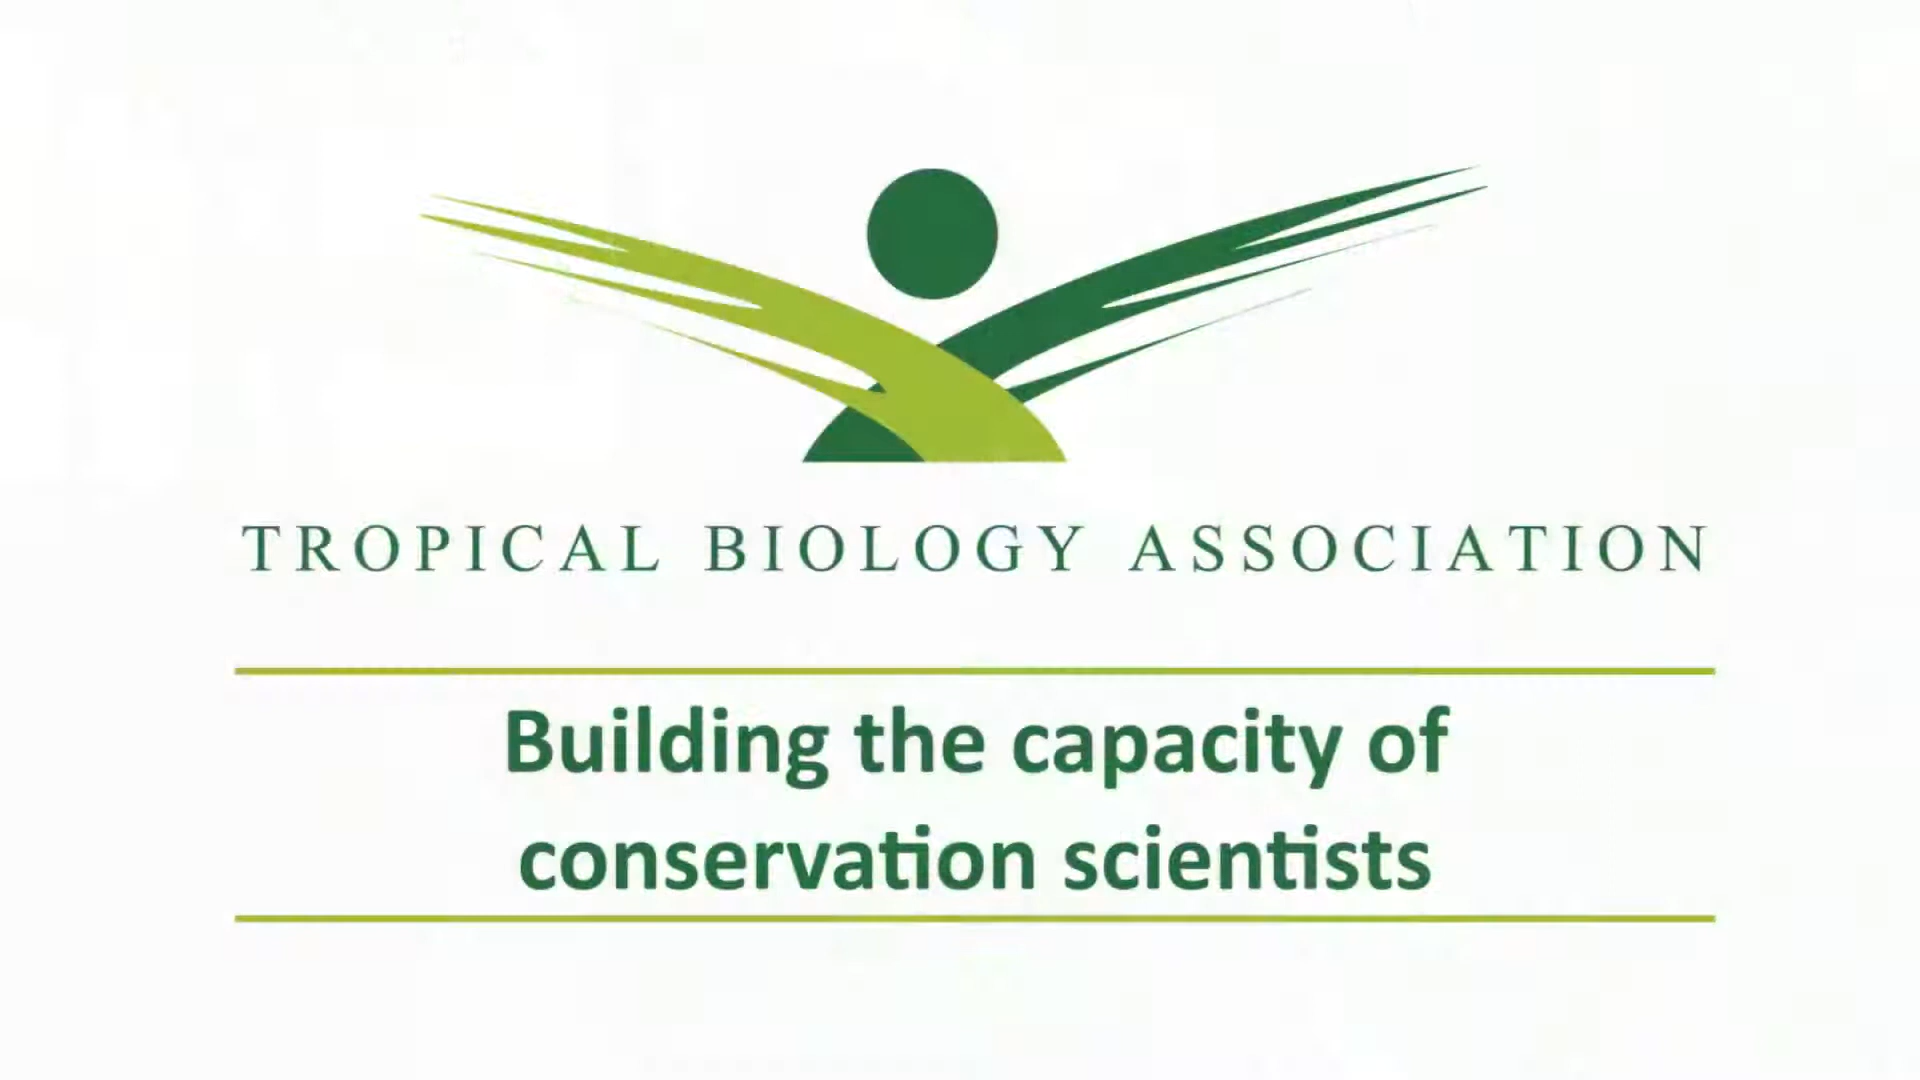 TROPICAL BIOLOGY ASSOCIATION
Building the capacity of
conservation scientists